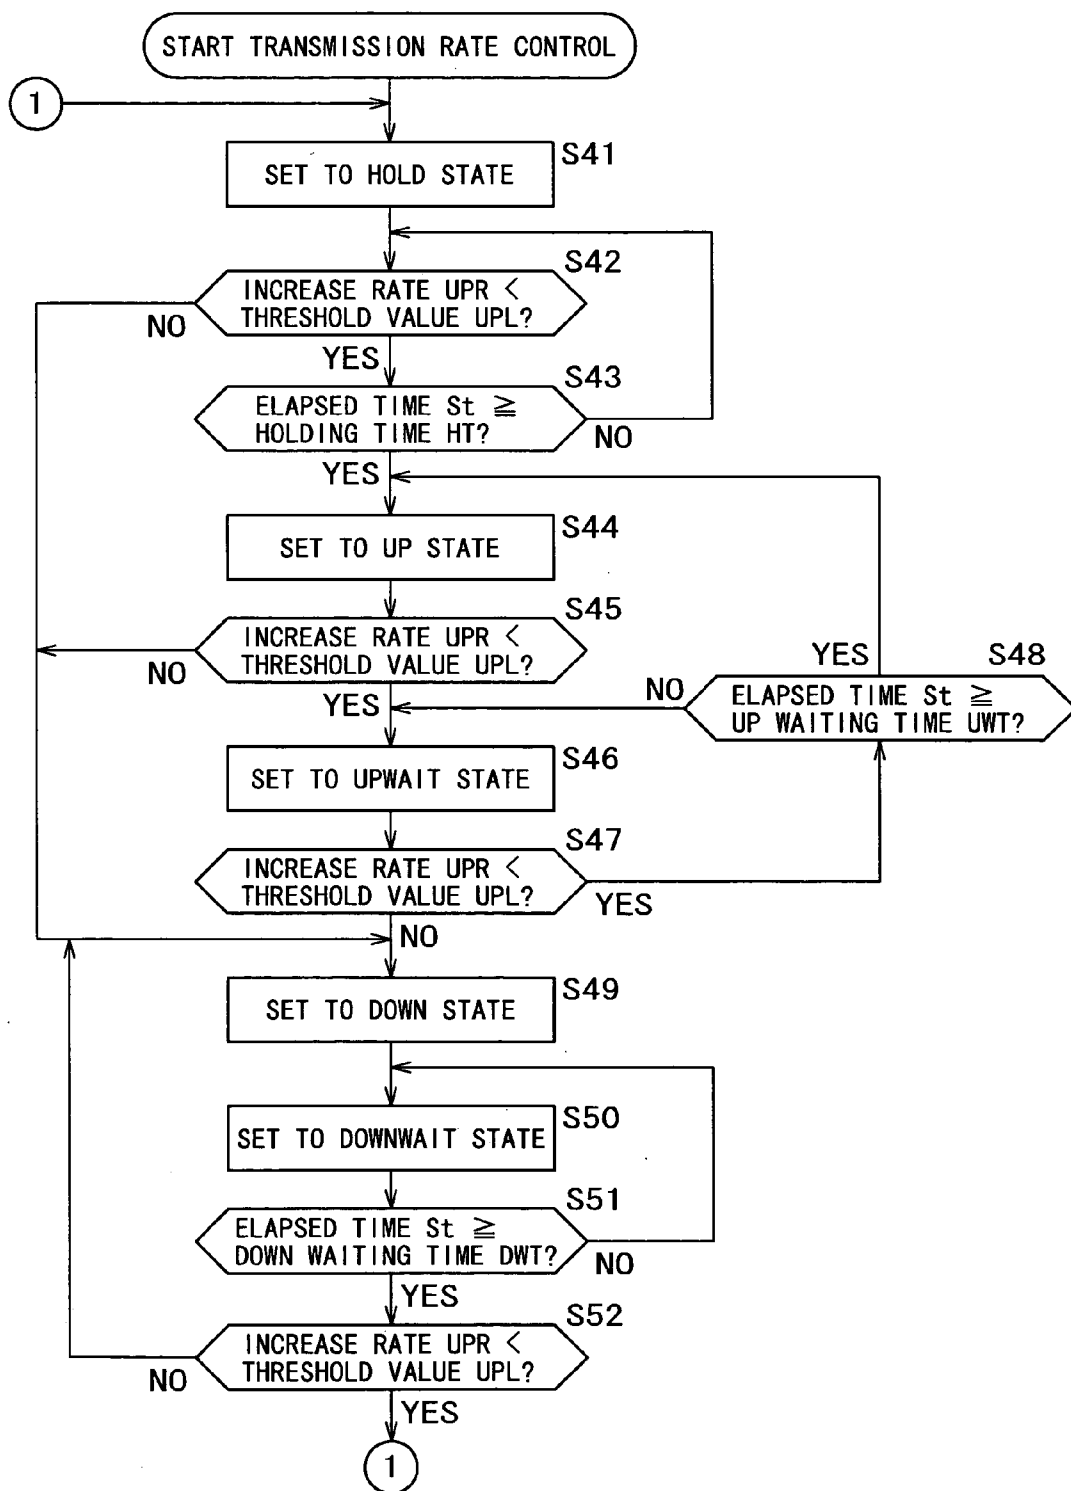 START TRANSMISSION RATE CONTROL
1
S41
SET TO HOLD STATE
S42
INCREASE RATE UPR <
THRESHOLD VALUE UPL?
NO
YES
S43
ELAPSED TIME St ≧
HOLDING TIME HT?
NO
YES
S44
SET TO UP STATE
S45
INCREASE RATE UPR <
THRESHOLD VALUE UPL?
NO
YES
YES
S48
NO
ELAPSED TIME St ≧
UP WAITING TIME UWT?
S46
SET TO UPWAIT STATE
S47
INCREASE RATE UPR <
THRESHOLD VALUE UPL?
YES
NO
S49
SET TO DOWN STATE
S50
SET TO DOWNWAIT STATE
S51
ELAPSED TIME St ≧
DOWN WAITING TIME DWT?
NO
YES
S52
INCREASE RATE UPR <
THRESHOLD VALUE UPL?
NO
YES
1